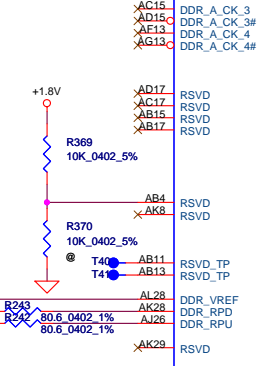 AC15 DDR_A_CK_3
AD15 DDR_A_CK_3#
AF13 DDR_A_CK_4
AG13 DDR_A_CK_4#
+1.8V
AD17 RSVD
AC17 RSVD
AB15 RSVD
AB17 RSVD
R369
10K_0402_5%
AB4 RSVD
AK8 RSVD
R370
10K_0402_5%
@
T40 AB11 RSVD_TP
T41 AB13 RSVD_TP
AL28 DDR_VREF
R243 AK28 DDR_RPD
R242 80.6_0402_1% AJ26 DDR_RPU
80.6_0402_1%
AK29 RSVD